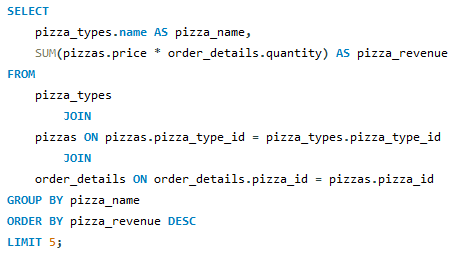 SELECT
    pizza_types.name AS pizza_name,
    SUM(pizzas.price * order_details.quantity) AS pizza_revenue
FROM
    pizza_types
        JOIN
    pizzas ON pizzas.pizza_type_id = pizza_types.pizza_type_id
        JOIN
    order_details ON order_details.pizza_id = pizzas.pizza_id
GROUP BY pizza_name
ORDER BY pizza_revenue DESC
LIMIT 5;